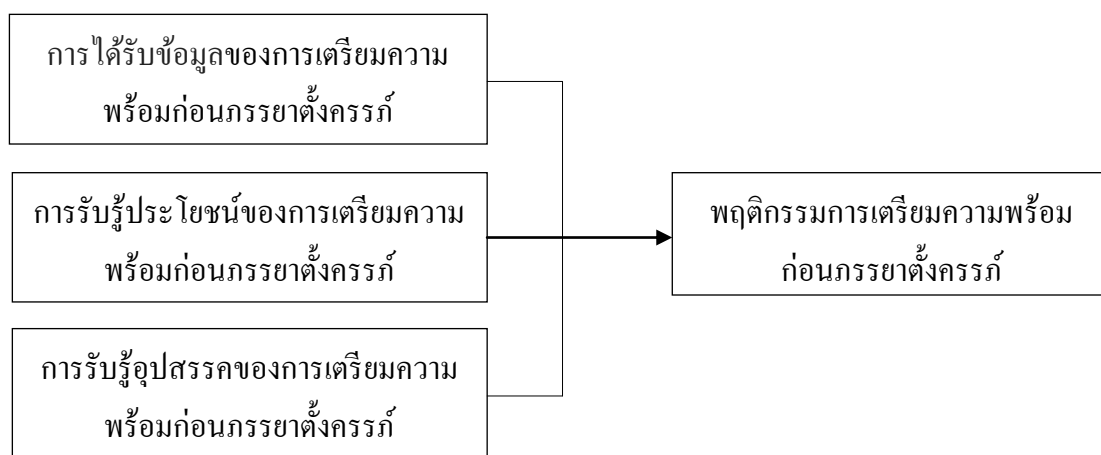 การได้รับข้อมูลของการเตรียมความ
พร้อมก่อนภรรยาตั้งครรภ์
การรับรู้ประโยชน์ของการเตรียมความ
พร้อมก่อนภรรยาตั้งครรภ์
พฤติกรรมการเตรียมความพร้อม
ก่อนภรรยาตั้งครรภ์
การรับรู้อุปสรรคของการเตรียมความ
พร้อมก่อนภรรยาตั้งครรภ์